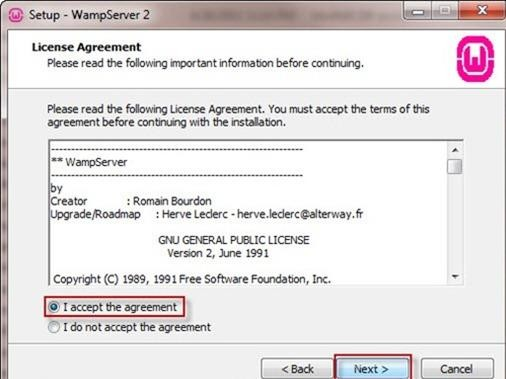 Setup - WampServer 2
License Agreement
Please read the following important information before continuing.
Please read the following License Agreement. You must accept the terms of this
agreement before continuing with the installation.
------------------------------------------------------------
** WampServer
------------------------------------------------------------
by
Creator : Romain Bourdon
Upgrade/Roadmap : Herve Leclerc - herve.leclerc@alterway.fr
GNU GENERAL PUBLIC LICENSE
Version 2, June 1991
Copyright (C) 1989, 1991 Free Software Foundation, Inc.
I accept the agreement
I do not accept the agreement
< Back Next > Cancel